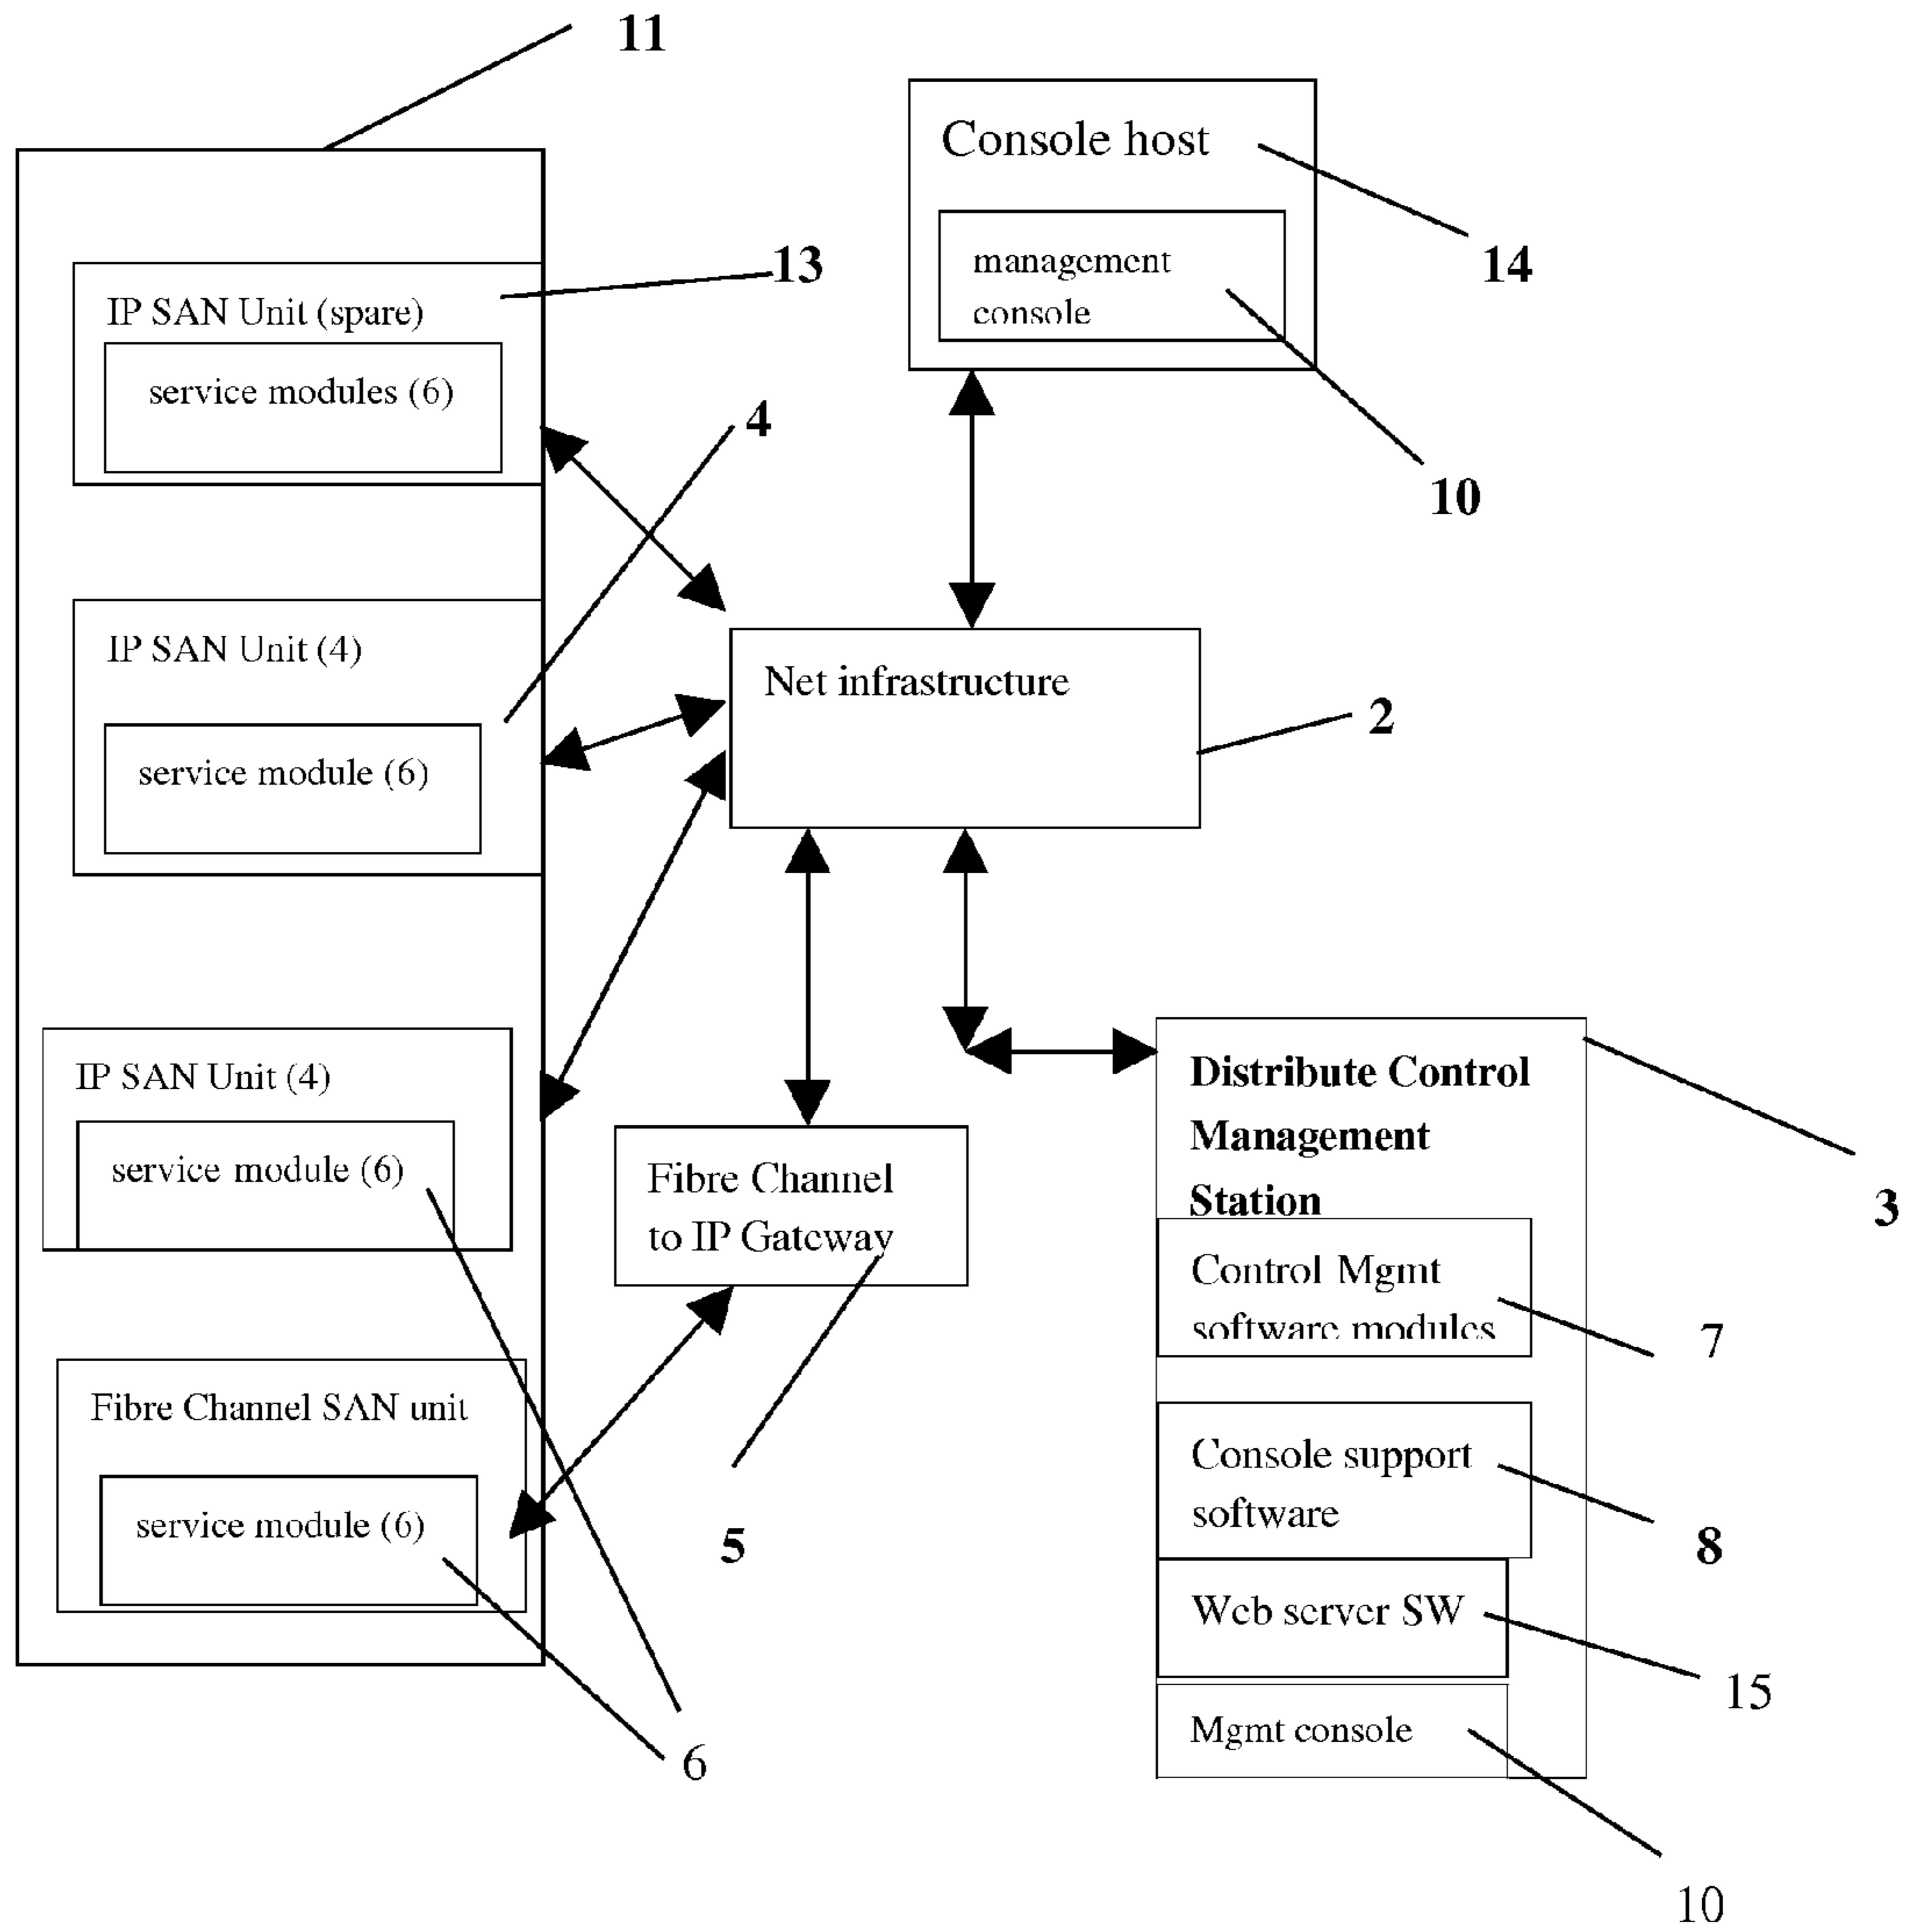 11
Console host
management
console
14
10
13
IP SAN Unit (spare)
service modules (6)
4
IP SAN Unit (4)
service module (6)
Net infrastructure
2
IP SAN Unit (4)
service module (6)
Fibre Channel
to IP Gateway
5
Distribute Control
Management
Station
3
Control Mgmt
software modules
7
Fibre Channel SAN unit
service module (6)
6
Console support
software
8
Web server SW
15
Mgmt console
10